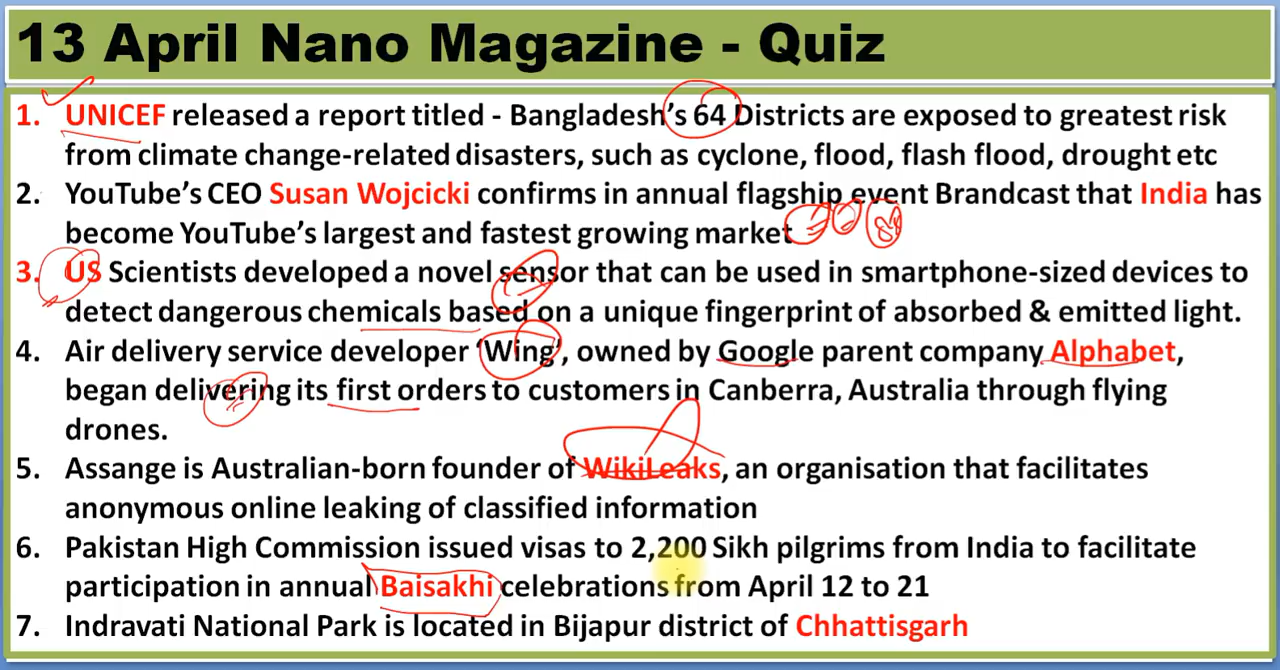 13 April Nano Magazine - Quiz
1. UNICEF released a report titled - Bangladesh's 64 Districts are exposed to greatest risk
from climate change-related disasters, such as cyclone, flood, flash flood, drought etc
2. YouTube's CEO Susan Wojcicki confirms in annual flagship event Brandcast that India has
become YouTube's largest and fastest growing market
3. US Scientists developed a novel sensor that can be used in smartphone-sized devices to
detect dangerous chemicals based on a unique fingerprint of absorbed & emitted light.
4. Air delivery service developer 'Wing', owned by Google parent company Alphabet,
began delivering its first orders to customers in Canberra, Australia through flying
drones.
5. Assange is Australian-born founder of WikiLeaks, an organisation that facilitates
anonymous online leaking of classified information
6. Pakistan High Commission issued visas to 2,200 Sikh pilgrims from India to facilitate
participation in annual Baisakhi celebrations from April 12 to 21
7. Indravati National Park is located in Bijapur district of Chhattisgarh